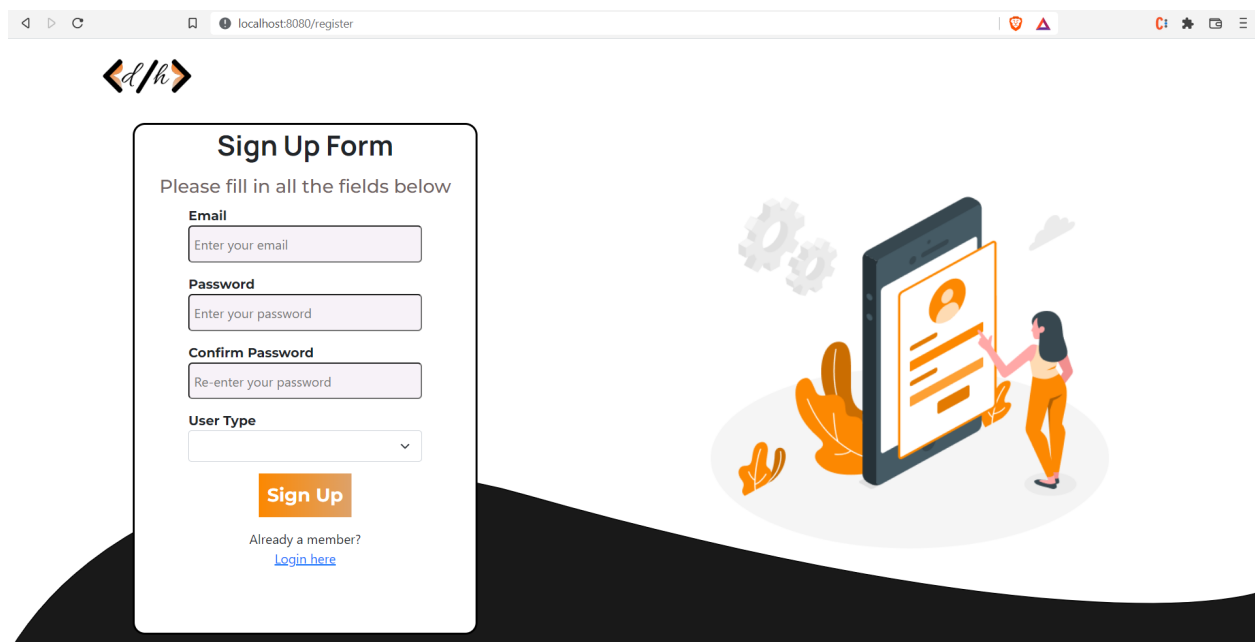 localhost:8080/register
d/h
Sign Up Form
Please fill in all the fields below
Email
Enter your email
Password
Enter your password
Confirm Password
Re-enter your password
User Type
Sign Up
Already a member?
Login here